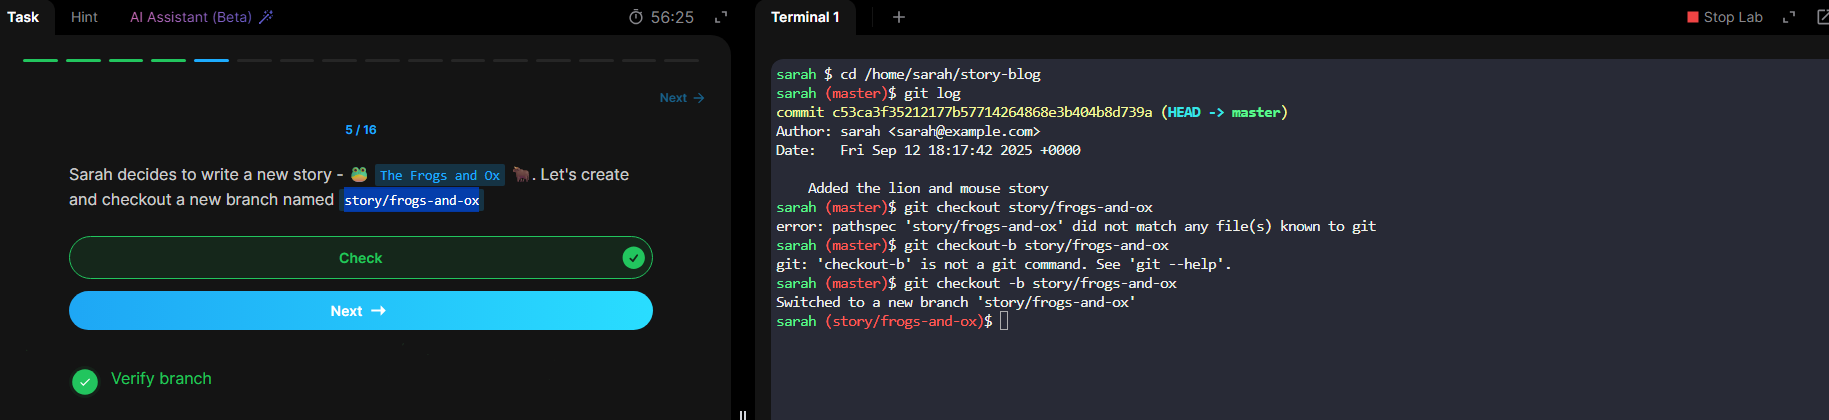 Task Hint AI Assistant (Beta) 56:25
Next →
5 / 16
Sarah decides to write a new story - 🐸 The Frogs and Ox 🐂. Let's create
and checkout a new branch named story/frogs-and-ox
Check
Next →
Verify branch
Terminal 1 + Stop Lab
sarah $ cd /home/sarah/story-blog
sarah (master)$ git log
commit c53ca3f35212177b57714264868e3b404b8d739a (HEAD -> master)
Author: sarah <sarah@example.com>
Date:   Fri Sep 12 18:17:42 2025 +0000
    Added the lion and mouse story
sarah (master)$ git checkout story/frogs-and-ox
error: pathspec 'story/frogs-and-ox' did not match any file(s) known to git
sarah (master)$ git checkout-b story/frogs-and-ox
git: 'checkout-b' is not a git command. See 'git --help'.
sarah (master)$ git checkout -b story/frogs-and-ox
Switched to a new branch 'story/frogs-and-ox'
sarah (story/frogs-and-ox)$